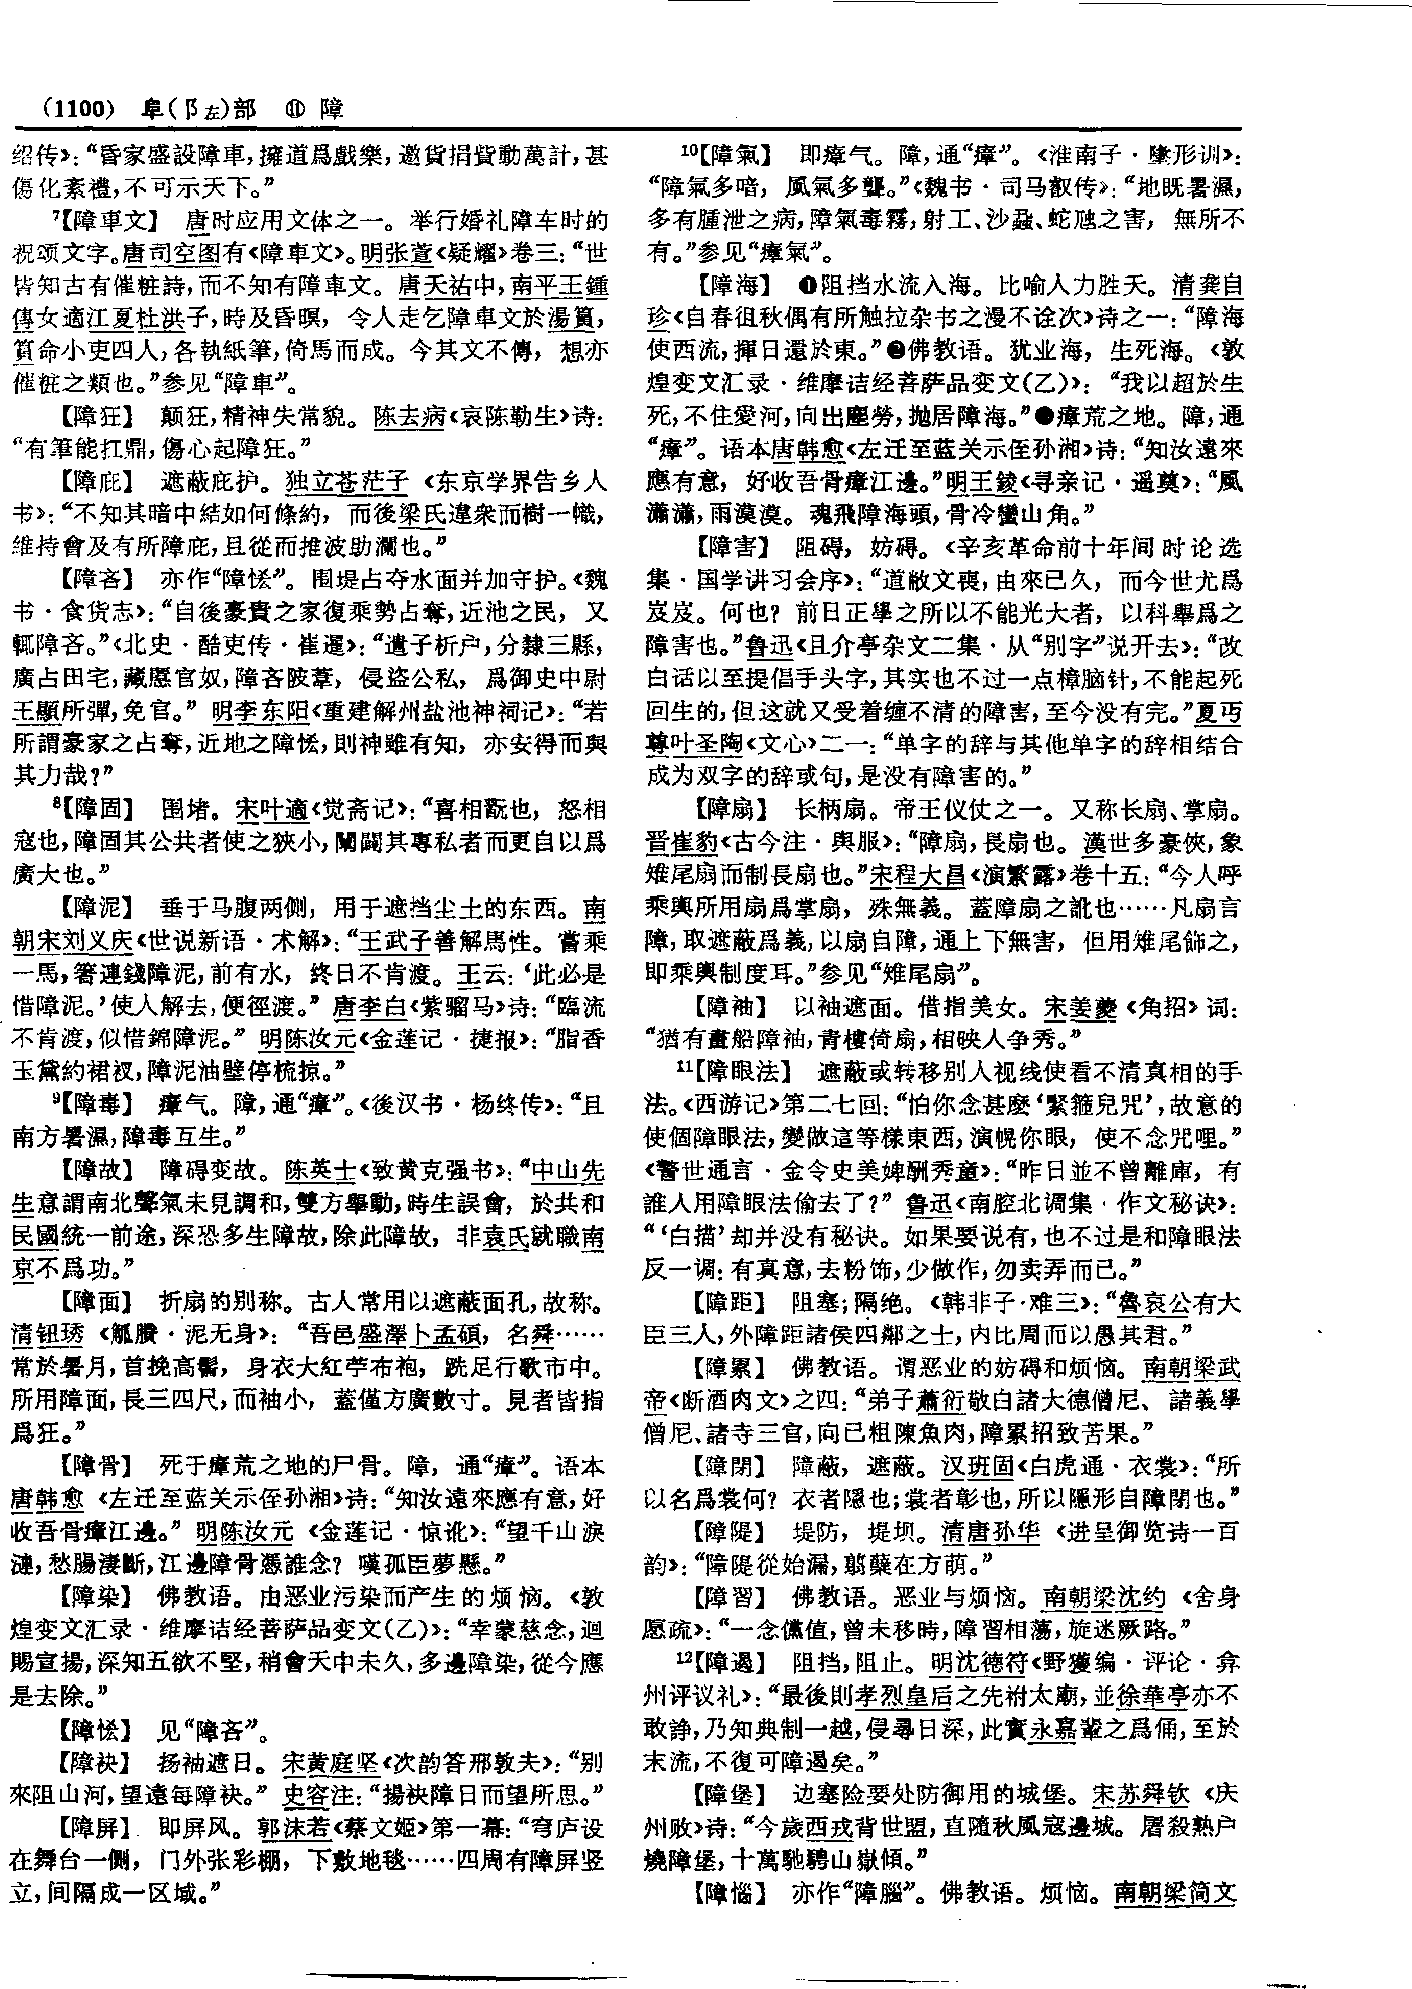 (1100) 阜(阝左)部 ⑪ 障
绍传》：“昏家盛設障車，擁道爲戲樂，邀貨捐貲動萬計，甚
傷化紊禮，不可示天下。”
7【障車文】 唐时应用文体之一。举行婚礼障车时的
祝颂文字。唐司空图有《障車文》。明张萱《疑耀》卷三：“世
皆知古有催粧詩，而不知有障車文。唐天祐中，南平王鍾
傳女適江夏杜洪子，時及昏暝，令人走乞障車文於湯篔，
篔命小吏四人，各執紙筆，倚馬而成。今其文不傳，想亦
催粧之類也。”参见“障車”。
【障狂】 颠狂，精神失常貌。陈去病《哀陈勒生》诗：
“有筆能扛鼎，傷心起障狂。”
【障庇】 遮蔽庇护。独立苍茫子《东京学界告乡人
书》：“不知其暗中結如何條約，而後梁氏違衆而樹一幟，
维持會及有所障庇，且從而推波助瀾也。”
【障吝】 亦作“障恡”。围堤占夺水面并加守护。《魏
书·食货志》：“自後豪貴之家復乘勢占奪，近池之民，又
輒障吝。”《北史·酷吏传·崔暹》：“遣子析户，分隸三縣，
廣占田宅，藏匿官奴，障吝陂葦，侵盜公私，爲御史中尉
王顯所彈，免官。”明李东阳《重建解州盐池神祠记》：“若
所謂豪家之占奪，近地之障恡，則神雖有知，亦安得而與
其力哉？”
8【障固】 围堵。宋叶適《觉斋记》：“喜相翫也，怒相
寇也，障固其公共者使之狹小，闡闢其專私者而更自以爲
廣大也。”
【障泥】 垂于马腹两侧，用于遮挡尘土的东西。南
朝宋刘义庆《世说新语·术解》：“王武子善解馬性。嘗乘
一馬，箸連錢障泥，前有水，終日不肯渡。王云：‘此必是
惜障泥。’使人解去，便徑渡。”唐李白《紫骝马》诗：“臨流
不肯渡，似惜錦障泥。”明陈汝元《金莲记·捷报》：“脂香
玉黛約裙衩，障泥油壁停梳掠。”
9【障毒】 瘴气。障，通“瘴”。《後汉书·杨终传》：“且
南方暑濕，障毒互生。”
【障故】 障碍变故。陈英士《致黄克强书》：“中山先
生意謂南北聲氣未見調和，雙方舉動，時生誤會，於共和
民國統一前途，深恐多生障故，除此障故，非袁氏就職南
京不爲功。”
【障面】 折扇的别称。古人常用以遮蔽面孔，故称。
清钮琇《觚賸·泥无身》：“吾邑盛澤卜孟碩，名舜……
常於暑月，首挽高髻，身衣大紅苧布袍，跣足行歌市中。
所用障面，長三四尺，而袖小，蓋僅方廣數寸。見者皆指
爲狂。”
【障骨】 死于瘴荒之地的尸骨。障，通“瘴”。语本
唐韩愈《左迁至蓝关示侄孙湘》诗：“知汝遠來應有意，好
收吾骨瘴江邊。”明陈汝元《金莲记·惊讹》：“望千山淚
漣，愁腸凄斷，江邊障骨憑誰念？嘆孤臣夢懸。”
【障染】 佛教语。由恶业污染而产生的烦恼。《敦
煌变文汇录·维摩诘经菩萨品变文(乙)》：“幸蒙慈念，迴
賜宣揚，深知五欲不堅，稍會天中未久，多邊障染，從今應
是去除。”
【障恡】 见“障吝”。
【障袂】 扬袖遮日。宋黄庭坚《次韵答邢敦夫》：“别
來阻山河，望遠每障袂。”史容注：“揚袂障日而望所思。”
【障屏】 即屏风。郭沫若《蔡文姬》第一幕：“穹庐设
在舞台一侧，门外张彩棚，下敷地毯……四周有障屏竖
立，间隔成一区域。”
10【障氣】 即瘴气。障，通“瘴”。《淮南子·墬形训》：
“障氣多喑，風氣多聾。”《魏书·司马叡传》：“地既暑濕，
多有腫泄之病，障氣毒霧，射工、沙蝨、蛇虺之害，無所不
有。”参见“瘴氣”。
【障海】 ❶阻挡水流入海。比喻人力胜天。清龚自
珍《自春徂秋偶有所触拉杂书之漫不诠次》诗之一：“障海
使西流，揮日還於東。”❷佛教语。犹业海，生死海。《敦
煌变文汇录·维摩诘经菩萨品变文(乙)》：“我以超於生
死，不住愛河，向出塵勞，抛居障海。”●瘴荒之地。障，通
“瘴”。语本唐韩愈《左迁至蓝关示侄孙湘》诗：“知汝遠來
應有意，好收吾骨瘴江邊。”明王錂《寻亲记·遥奠》：“風
瀟瀟，雨漠漠。魂飛障海頭，骨冷蠻山角。”
【障害】 阻碍，妨碍。《辛亥革命前十年间时论选
集·国学讲习会序》：“道敝文喪，由來已久，而今世尤爲
岌岌。何也？前日正學之所以不能光大者，以科舉爲之
障害也。”鲁迅《且介亭杂文二集·从“别字”说开去》：“改
白话以至提倡手头字，其实也不过一点樟脑针，不能起死
回生的，但这就又受着缠不清的障害，至今没有完。”夏丏
尊叶圣陶《文心》二一：“单字的辞与其他单字的辞相结合
成为双字的辞或句，是没有障害的。”
【障扇】 长柄扇。帝王仪仗之一。又称长扇、掌扇。
晋崔豹《古今注·舆服》：“障扇，長扇也。漢世多豪俠，象
雉尾扇而制長扇也。”宋程大昌《演繁露》卷十五：“今人呼
乘輿所用扇爲掌扇，殊無義。蓋障扇之訛也……凡扇言
障，取遮蔽爲義，以扇自障，通上下無害，但用雉尾飾之，
即乘輿制度耳。”参见“雉尾扇”。
【障袖】 以袖遮面。借指美女。宋姜夔《角招》词：
“猶有畫船障袖，青樓倚扇，相映人争秀。”
11【障眼法】 遮蔽或转移别人视线使看不清真相的手
法。《西游记》第二七回：“怕你念甚麽‘緊箍兒咒’，故意的
使個障眼法，變做這等樣東西，演幌你眼，使不念咒哩。”
《警世通言·金令史美婢酬秀童》：“昨日並不曾離庫，有
誰人用障眼法偷去了？”鲁迅《南腔北调集·作文秘诀》：
“‘白描’却并没有秘诀。如果要说有，也不过是和障眼法
反一调：有真意，去粉饰，少做作，勿卖弄而已。”
【障距】 阻塞；隔绝。《韩非子·难三》：“魯哀公有大
臣三人，外障距諸侯四鄰之士，内比周而以愚其君。”
【障累】 佛教语。谓恶业的妨碍和烦恼。南朝梁武
帝《断酒肉文》之四：“弟子蕭衍敬白諸大德僧尼、諸義學
僧尼、諸寺三官，向已粗陳魚肉，障累招致苦果。”
【障閉】 障蔽，遮蔽。汉班固《白虎通·衣裳》：“所
以名爲裳何？衣者隱也；裳者彰也，所以隱形自障閉也。”
【障隄】 堤防，堤坝。清唐孙华《进呈御览诗一百
韵》：“障隄從始漏，翦蘖在方萌。”
【障習】 佛教语。恶业与烦恼。南朝梁沈约《舍身
愿疏》：“一念儻值，曾未移時，障習相蕩，旋迷厥路。”
12【障遏】 阻挡，阻止。明沈德符《野獲编·评论·弇
州评议礼》：“最後則孝烈皇后之先祔太廟，並徐華亭亦不
敢諍，乃知典制一越，侵尋日深，此實永嘉輩之爲俑，至於
末流，不復可障遏矣。”
【障堡】 边塞险要处防御用的城堡。宋苏舜钦《庆
州败》诗：“今歲西戎背世盟，直隨秋風寇邊城。屠殺熟户
燒障堡，十萬馳騁山嶽傾。”
【障惱】 亦作“障腦”。佛教语。烦恼。南朝梁简文